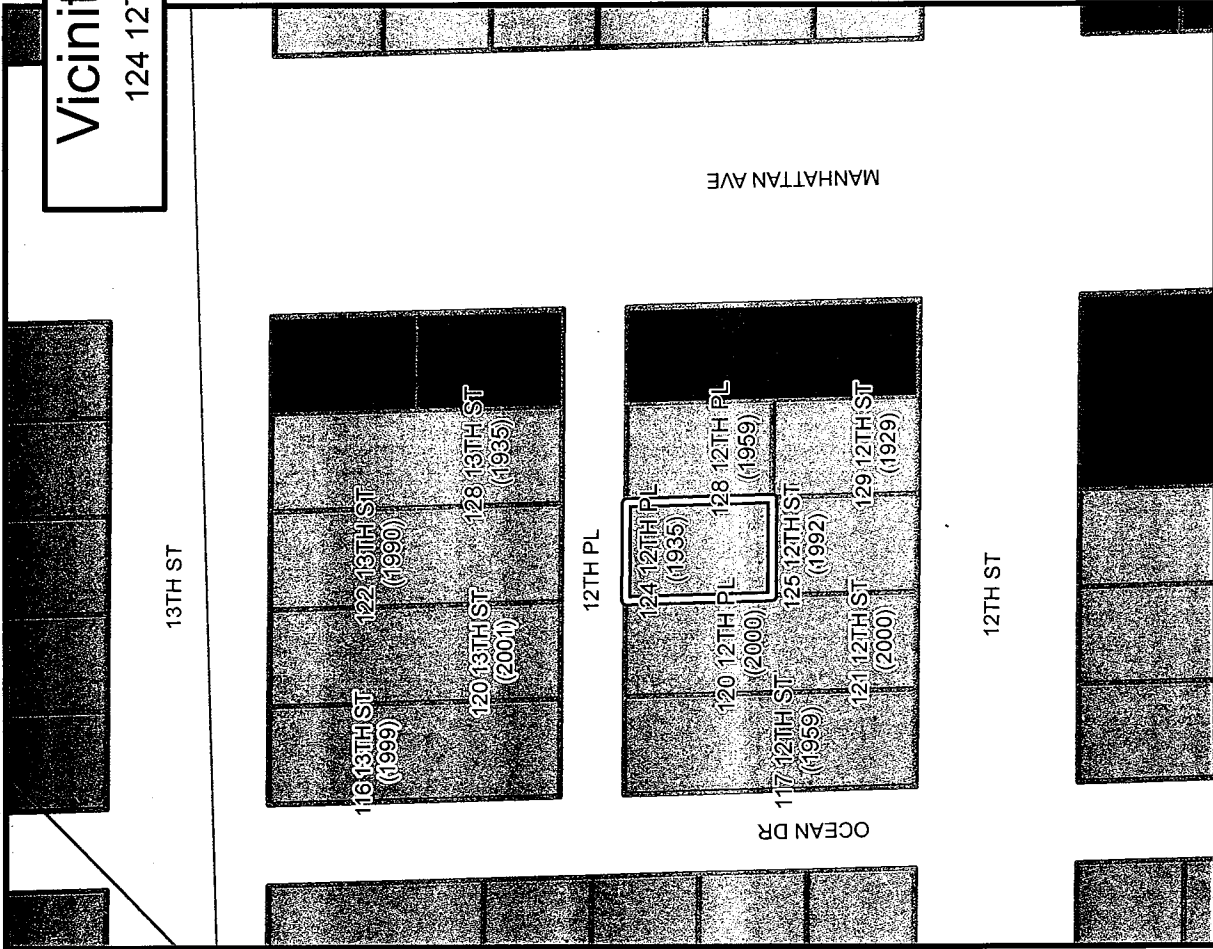 Vicinit
124 12T
MANHATTAN AVE
13TH ST
122 13TH ST
(1990)
128 13TH ST
(1935)
116 13TH ST
(1999)
120 13TH ST
(2001)
12TH PL
124 12TH PL
(1935)
128 12TH PL
(1959)
120 12TH PL
(2000)
125 12TH ST
(1992)
129 12TH ST
(1929)
117 12TH ST
(1959)
121 12TH ST
(2000)
OCEAN DR
12TH ST